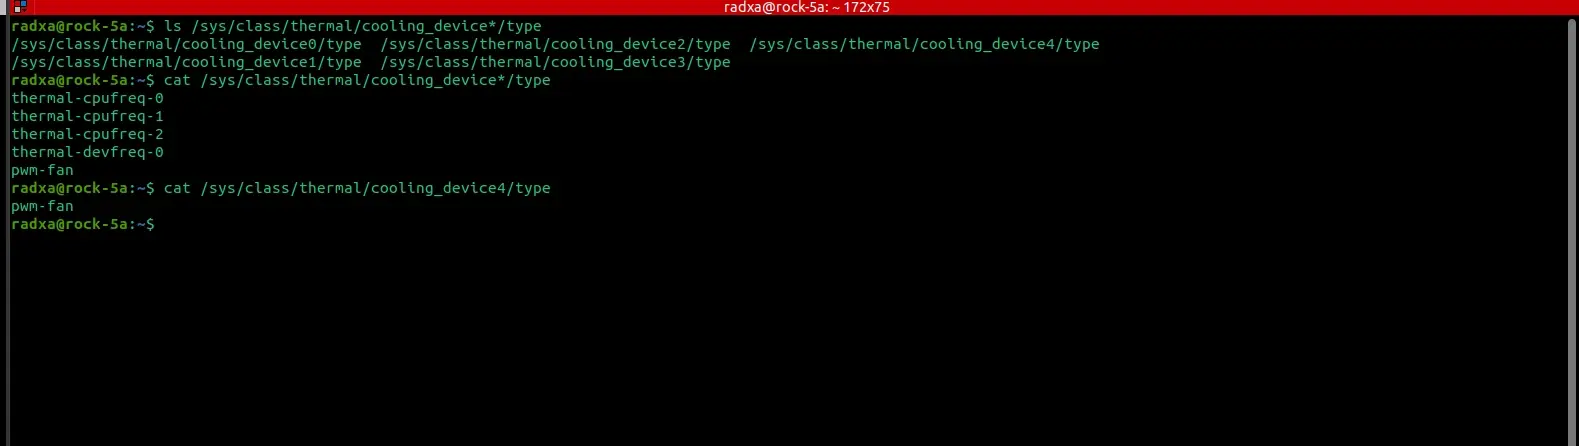 radxa@rock-5a: ~ 172x75
radxa@rock-5a:~$ ls /sys/class/thermal/cooling_device*/type
/sys/class/thermal/cooling_device0/type  /sys/class/thermal/cooling_device2/type  /sys/class/thermal/cooling_device4/type
/sys/class/thermal/cooling_device1/type  /sys/class/thermal/cooling_device3/type
radxa@rock-5a:~$ cat /sys/class/thermal/cooling_device*/type
thermal-cpufreq-0
thermal-cpufreq-1
thermal-cpufreq-2
thermal-devfreq-0
pwm-fan
radxa@rock-5a:~$ cat /sys/class/thermal/cooling_device4/type
pwm-fan
radxa@rock-5a:~$